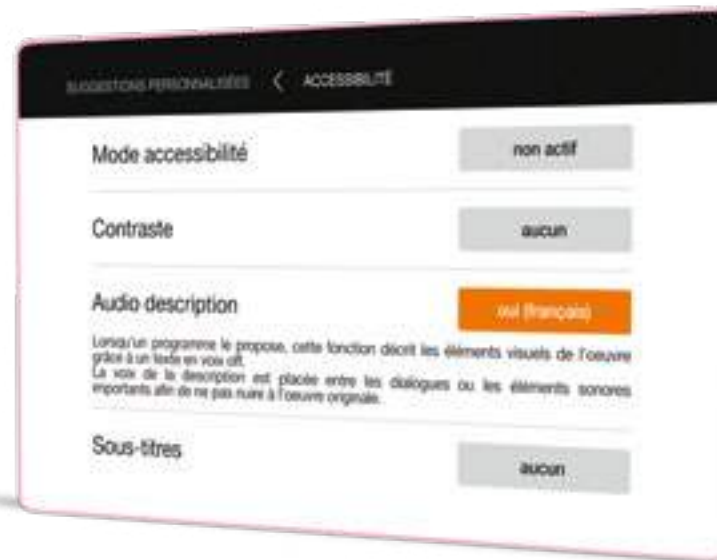 SUGGESTIONS PERSONNALISÉES < ACCESSIBILITÉ
Mode accessibilité non actif
Contraste aucun
Audio description oui (français)
Lorsqu'un programme le propose, cette fonction décrit les éléments visuels de l'oeuvre
grâce à un texte en voix off.
La voix de la description est placée entre les dialogues ou les éléments sonores
importants afin de ne pas nuire à l'oeuvre originale.
Sous-titres aucun